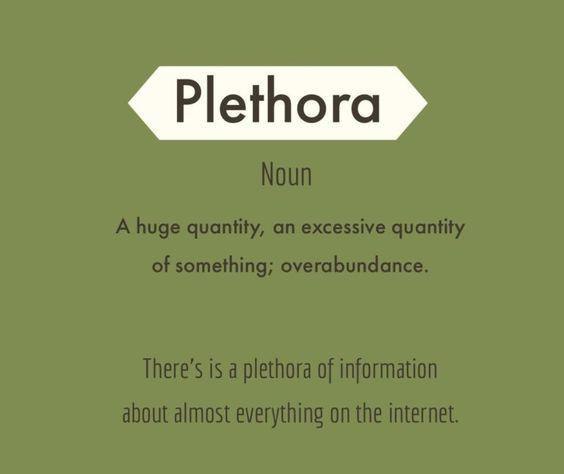 Plethora
Noun
A huge quantity, an excessive quantity
of something; overabundance.
There's is a plethora of information
about almost everything on the internet.